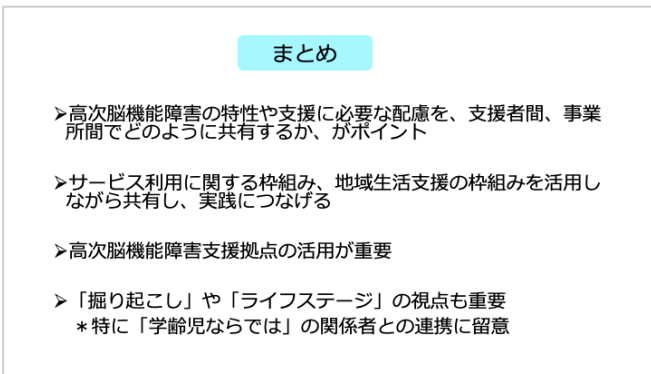 まとめ
➢高次脳機能障害の特性や支援に必要な配慮を、支援者間、事業
所間でどのように共有するか、がポイント
➢サービス利用に関する枠組み、地域生活支援の枠組みを活用し
ながら共有し、実践につなげる
➢高次脳機能障害支援拠点の活用が重要
➢「掘り起こし」や「ライフステージ」の視点も重要
＊特に「学齢児ならでは」の関係者との連携に留意